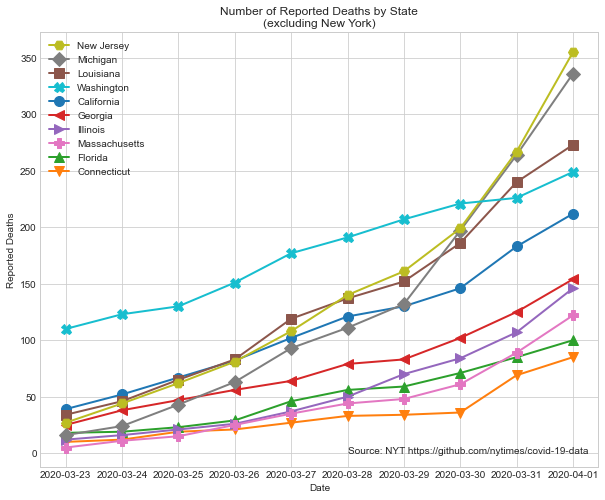 Number of Reported Deaths by State
(excluding New York)
Reported Deaths
350
300
250
200
150
100
50
0
New Jersey
Michigan
Louisiana
Washington
California
Georgia
Illinois
Massachusetts
Florida
Connecticut
Source: NYT https://github.com/nytimes/covid-19-data
2020-03-23 2020-03-24 2020-03-25 2020-03-26 2020-03-27 2020-03-28 2020-03-29 2020-03-30 2020-03-31 2020-04-01
Date